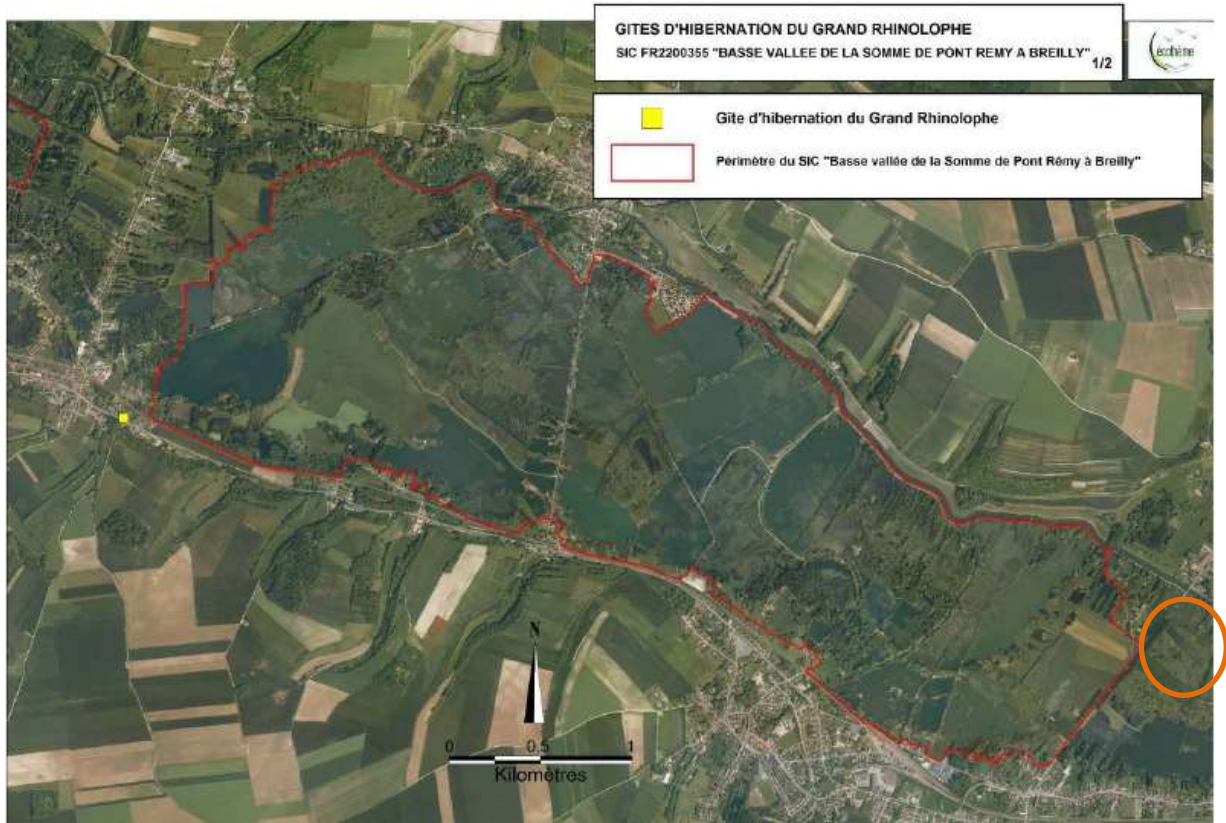 GITES D'HIBERNATION DU GRAND RHINOLOPHE
SIC FR2200355 "BASSE VALLEE DE LA SOMME DE PONT REMY A BREILLY"
1/2
écothème
Gîte d'hibernation du Grand Rhinolophe
Périmètre du SIC "Basse vallée de la Somme de Pont Rémy à Breilly"
N
0 0.5 1
Kilomètres